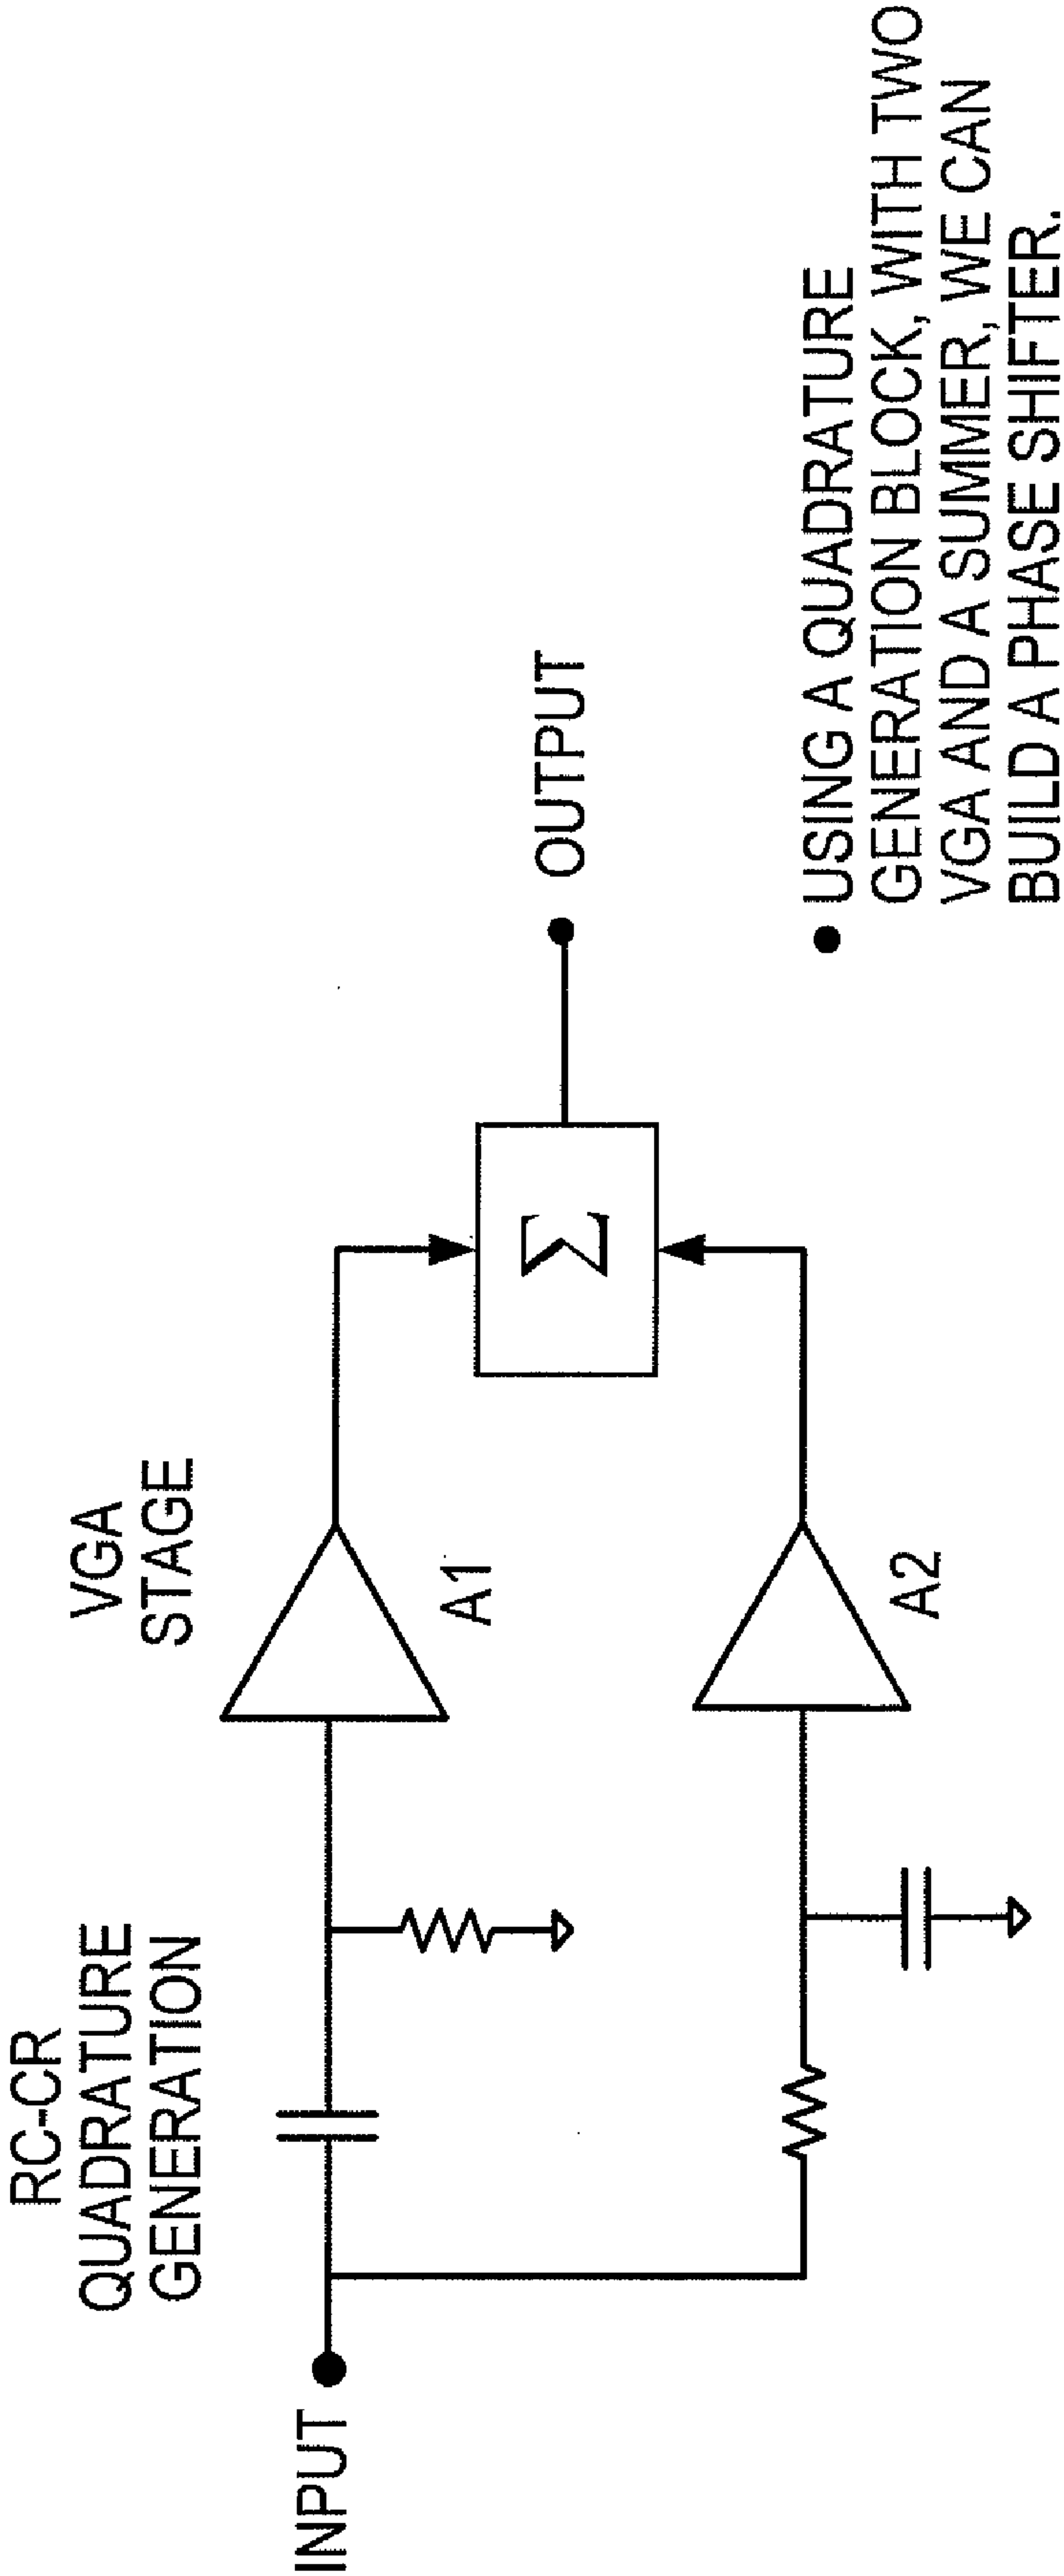 RC-CR
QUADRATURE
GENERATION
VGA
STAGE
INPUT
A1
A2
Σ
OUTPUT
● USING A QUADRATURE
GENERATION BLOCK, WITH TWO
VGA AND A SUMMER, WE CAN
BUILD A PHASE SHIFTER.